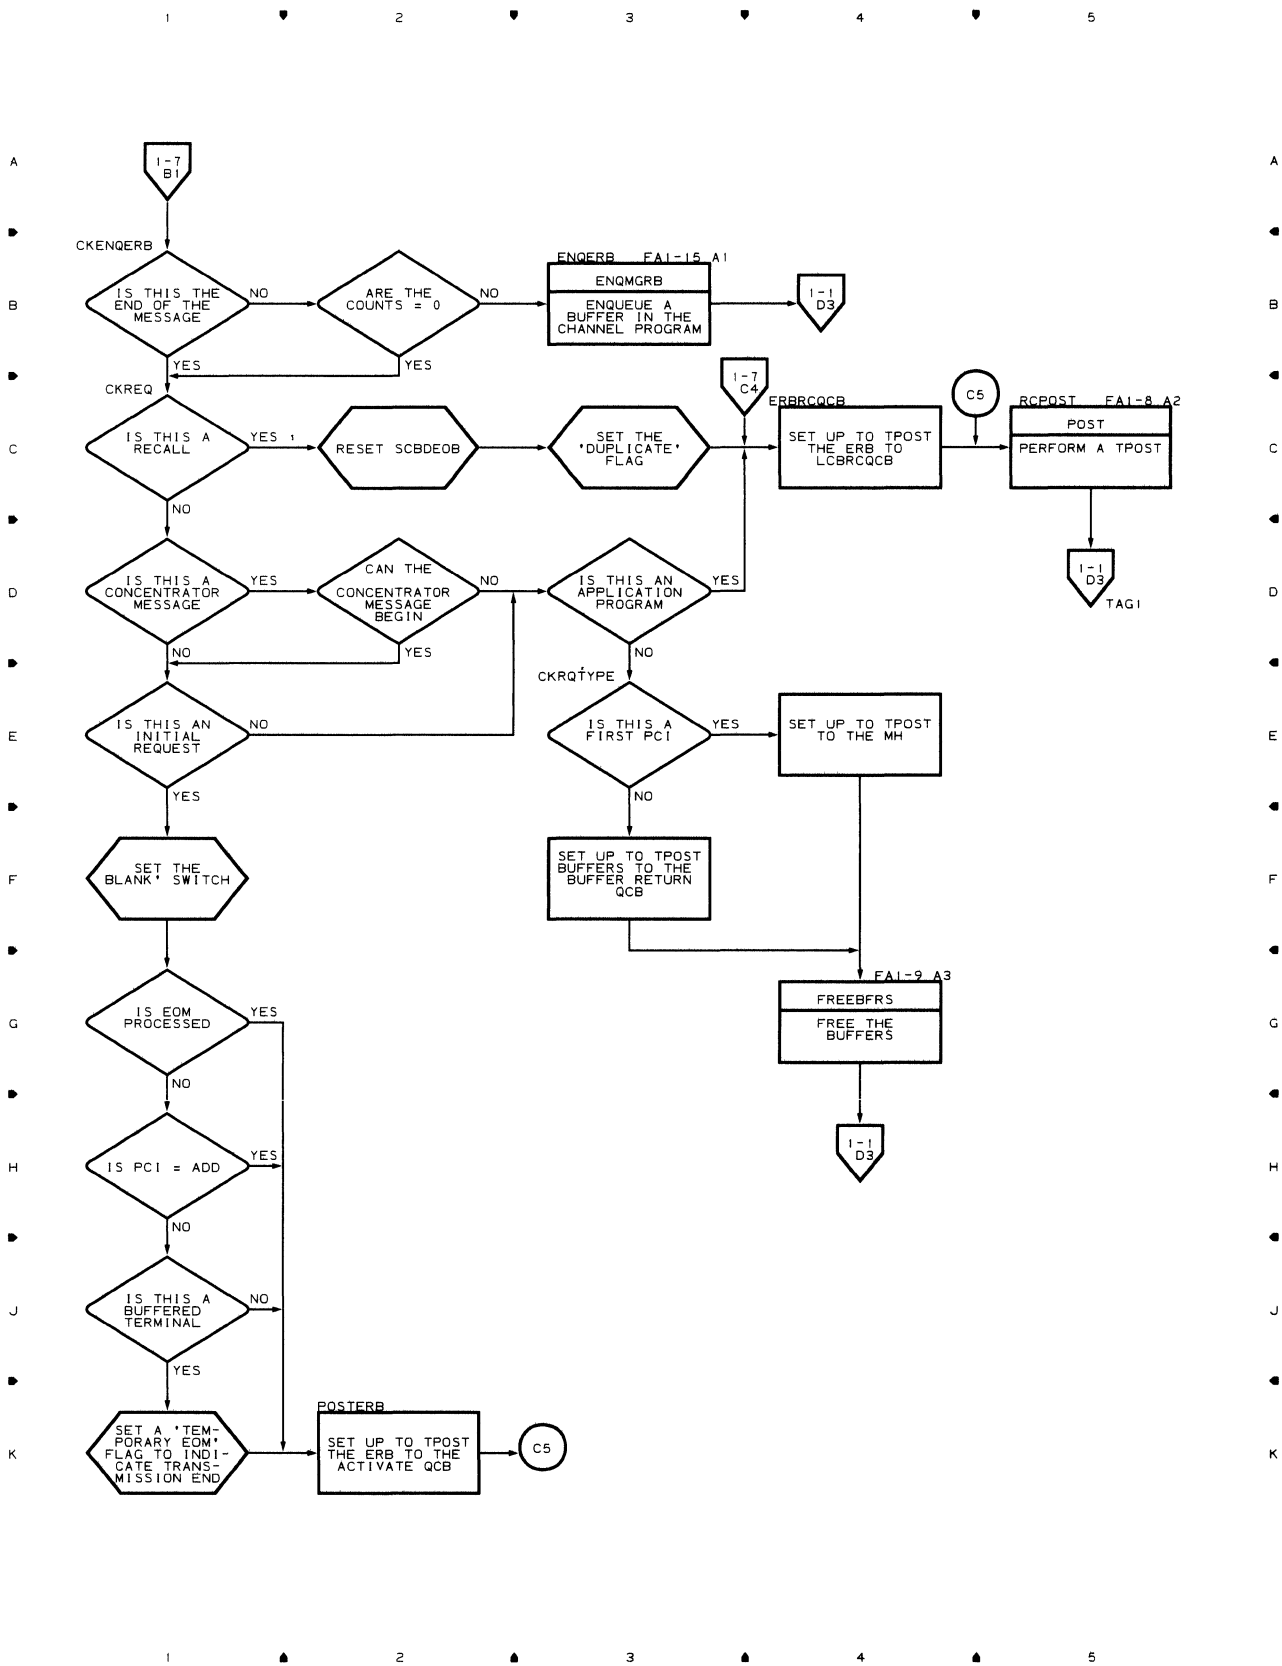 1 2 3 4 5
A A
1-7
B1
CKENQERB
IS THIS THE
END OF THE
MESSAGE
NO
ARE THE
COUNTS = 0
NO
ENQERB FA1-15 A1
ENQMGRB
ENQUEUE A
BUFFER IN THE
CHANNEL PROGRAM
1-1
D3
B B
YES
YES
CKREQ
1-7
C4
IS THIS A
RECALL
YES
RESET SCBDEOB
SET THE
'DUPLICATE'
FLAG
ERBRCQCB
SET UP TO TPOST
THE ERB TO
LCBRCQCB
C5
RCPOST FA1-8 A2
POST
PERFORM A TPOST
C C
NO
IS THIS A
CONCENTRATOR
MESSAGE
YES
CAN THE
CONCENTRATOR
MESSAGE
BEGIN
NO
IS THIS AN
APPLICATION
PROGRAM
YES
1-1
D3
TAG1
D D
NO
YES
NO
CKRQTYPE
IS THIS AN
INITIAL
REQUEST
NO
IS THIS A
FIRST PCI
YES
SET UP TO TPOST
TO THE MH
E E
YES
NO
SET THE
BLANK' SWITCH
SET UP TO TPOST
BUFFERS TO THE
BUFFER RETURN
QCB
F F
IS EOM
PROCESSED
YES
FA1-9 A3
FREEBFRS
FREE THE
BUFFERS
G G
NO
IS PCI = ADD
YES
1-1
D3
H H
NO
IS THIS A
BUFFERED
TERMINAL
NO
J J
YES
SET A 'TEM-
PORARY EOM'
FLAG TO INDI-
CATE TRANS-
MISSION END
POSTERB
SET UP TO TPOST
THE ERB TO THE
ACTIVATE QCB
C5
K K
1 2 3 4 5